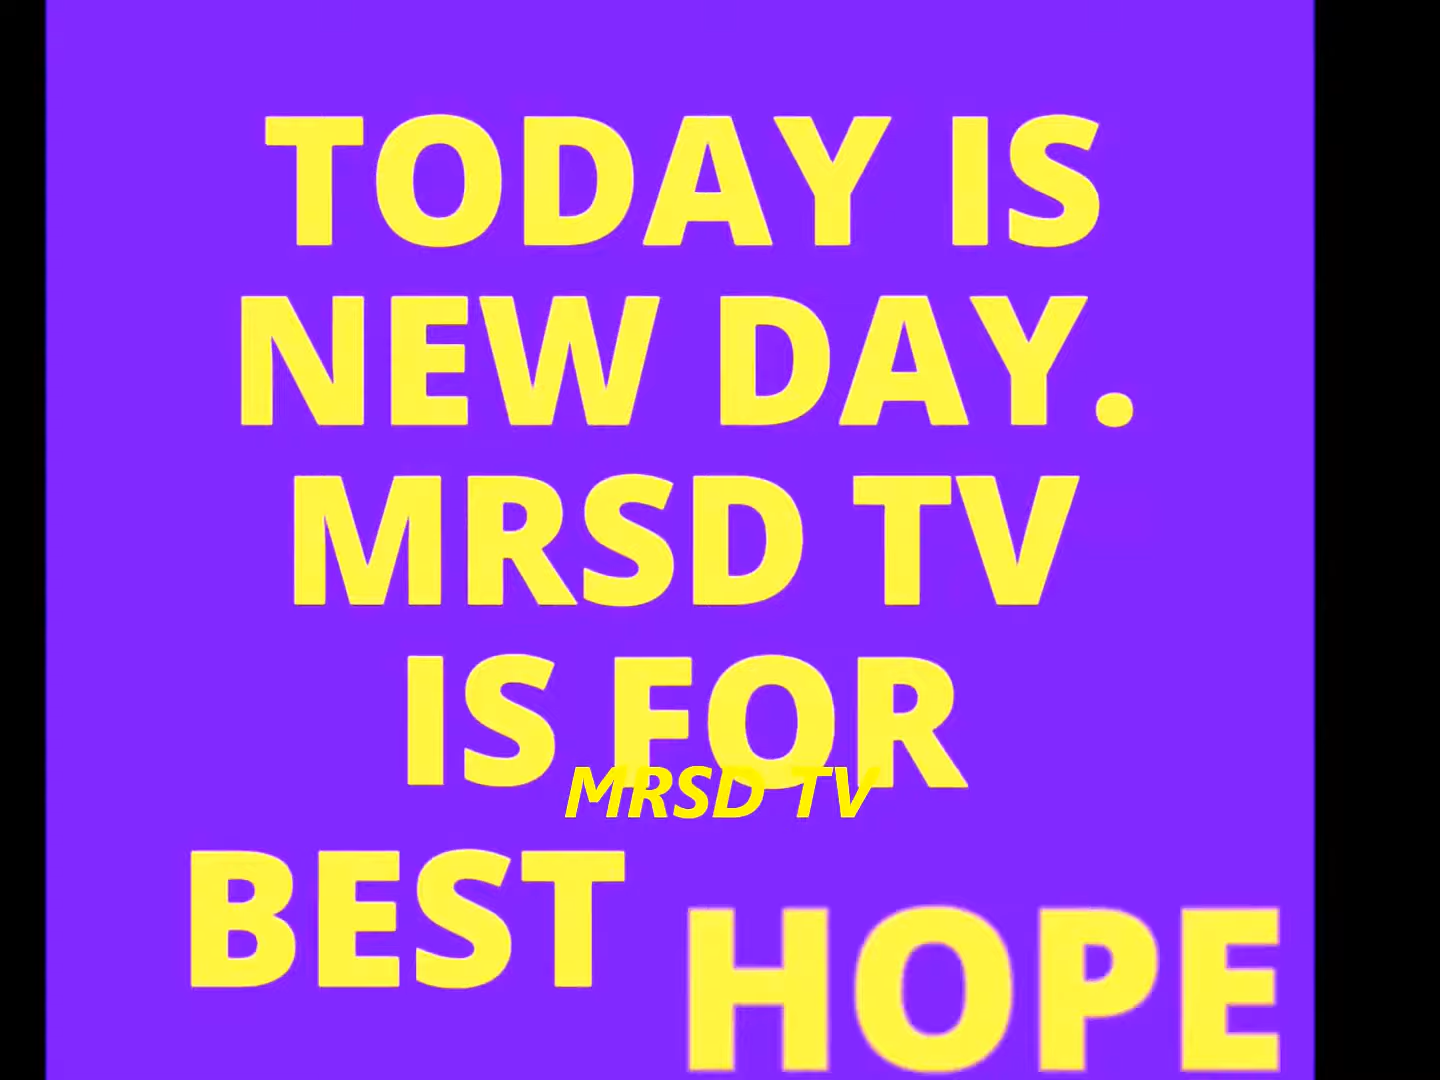 TODAY IS
NEW DAY.
MRSD TV
IS FOR
MRSD TV
BEST HOPE